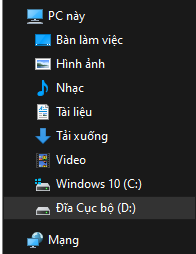 PC này
Bàn làm việc
Hình ảnh
Nhạc
Tài liệu
Tải xuống
Video
Windows 10 (C:)
Đĩa Cục bộ (D:)
Mạng